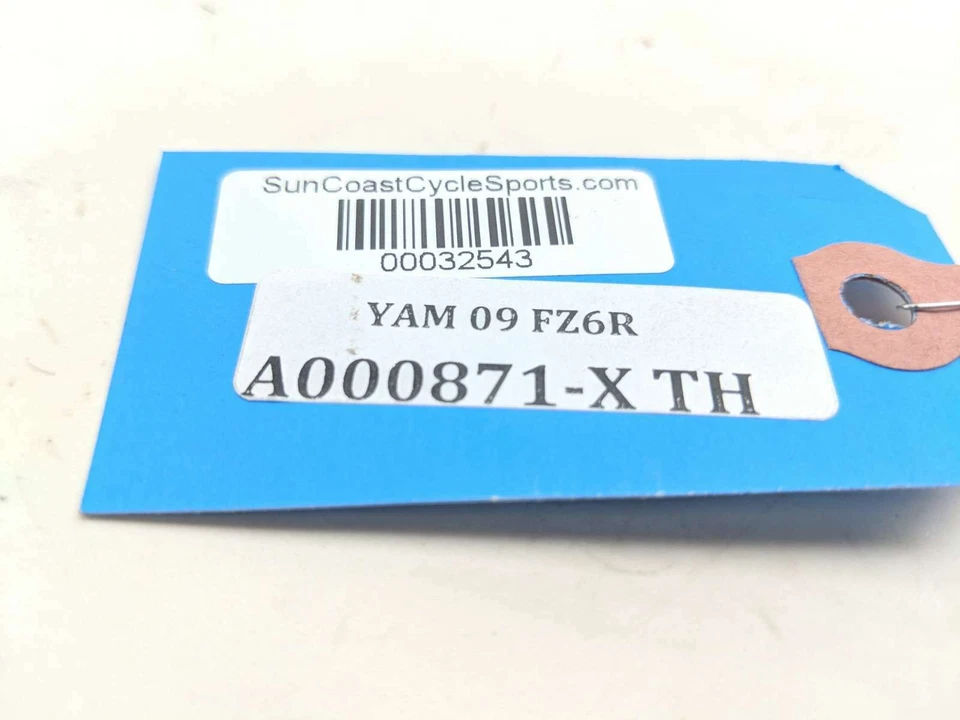 SunCoastCycleSports.com
00032543
YAM 09 FZ6R
A000871-X TH